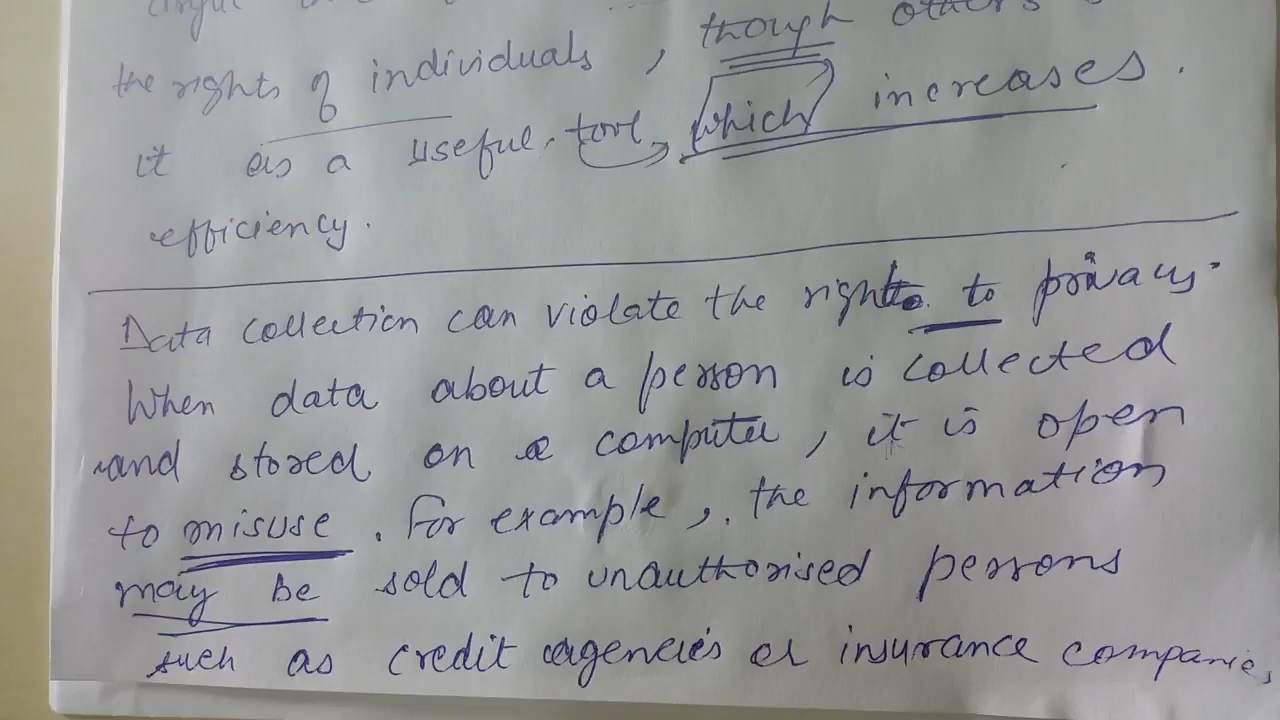 argue
the rights of individuals, though others
it as a useful tool, which increases.
efficiency.
Data collection can violate the right to privacy.
When data about a person is collected
and stored on a computer, it is open
to misuse. For example, the information
may be sold to unauthorised persons
such as credit agencies or insurance companies